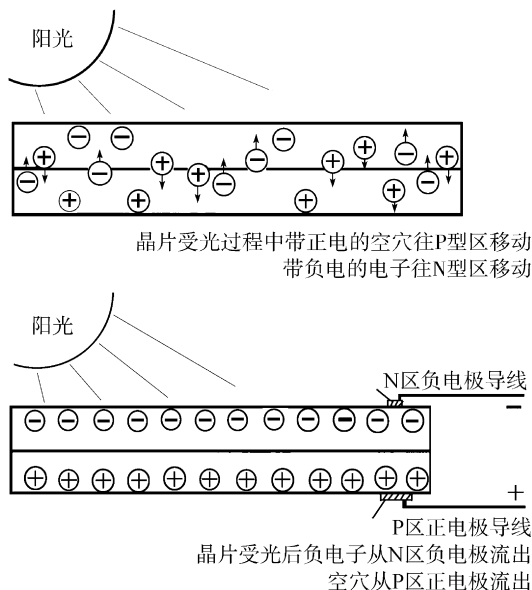 阳光
晶片受光过程中带正电的空穴往P型区移动
带负电的电子往N型区移动
阳光
N区负电极导线
P区正电极导线
晶片受光后负电子从N区负电极流出
空穴从P区正电极流出